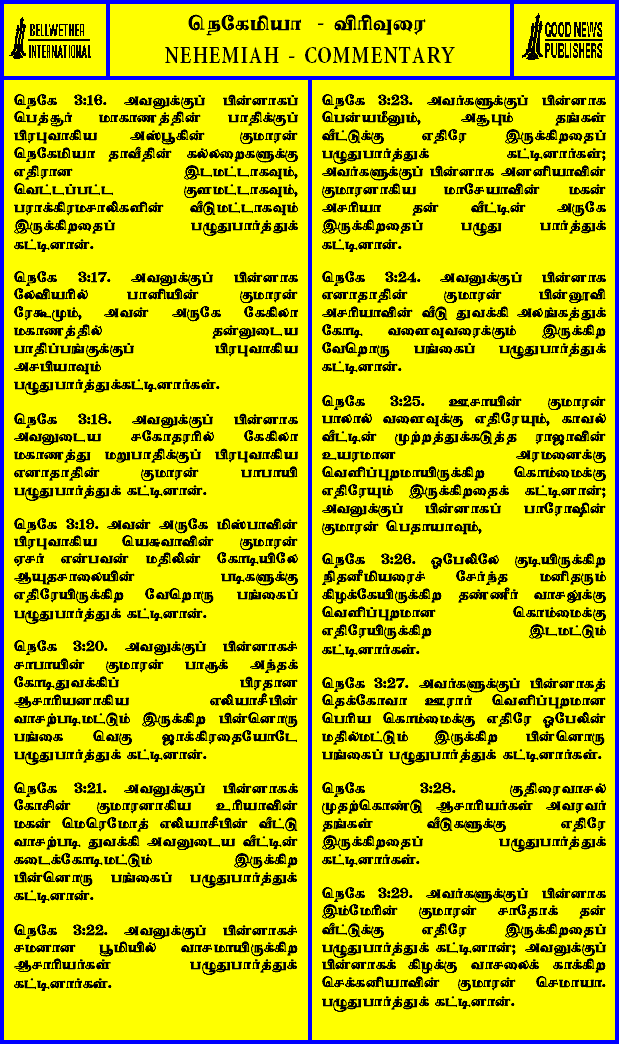 BELLWETHER
INTERNATIONAL
நெகேமியா - விரிவுரை
NEHEMIAH - COMMENTARY
GOOD NEWS
PUBLISHERS
நெகே 3:16. அவனுக்குப் பின்னாகப்
பெத்சூர் மாகாணத்தின் பாதிக்குப்
பிரபுவாகிய அஸ்பூகின் குமாரன்
நெகேமியா தாவீதின் கல்லறைகளுக்கு
எதிரான இடமட்டாகவும்,
வெட்டப்பட்ட குளமட்டாகவும்,
பராக்கிரமசாலிகளின் வீடுமட்டாகவும்
இருக்கிறதைப் பழுதுபார்த்துக்
கட்டினான்.
நெகே 3:17. அவனுக்குப் பின்னாக
லேவியரில் பானியின் குமாரன்
ரேகூமும், அவன் அருகே கேகிலா
மகாணத்தில் தன்னுடைய
பாதிப்பங்குக்குப் பிரபுவாகிய
அசபியாவும்
பழுதுபார்த்துக்கட்டினார்கள்.
நெகே 3:18. அவனுக்குப் பின்னாக
அவனுடைய சகோதரரில் கேகிலா
மகாணத்து மறுபாதிக்குப் பிரபுவாகிய
எனாதாதின் குமாரன் பாபாயி
பழுதுபார்த்துக் கட்டினான்.
நெகே 3:19. அவன் அருகே மிஸ்பாவின்
பிரபுவாகிய யெசுவாவின் குமாரன்
ஏசர் என்பவன் மதிலின் கோடியிலே
ஆயுதசாலையின் படிகளுக்கு
எதிரேயிருக்கிற வேறொரு பங்கைப்
பழுதுபார்த்துக் கட்டினான்.
நெகே 3:20. அவனுக்குப் பின்னாகச்
சாபாயின் குமாரன் பாரூக் அந்தக்
கோடிதுவக்கிப் பிரதான
ஆசாரியனாகிய எலியாசீபின்
வாசற்படிமட்டும் இருக்கிற பின்னொரு
பங்கை வெகு ஜாக்கிரதையோடே
பழுதுபார்த்துக் கட்டினான்.
நெகே 3:21. அவனுக்குப் பின்னாகக்
கோசின் குமாரனாகிய உரியாவின்
மகன் மெரெமோத் எலியாசீபின் வீட்டு
வாசற்படி துவக்கி அவனுடைய வீட்டின்
கடைக்கோடிமட்டும் இருக்கிற
பின்னொரு பங்கைப் பழுதுபார்த்துக்
கட்டினான்.
நெகே 3:22. அவனுக்குப் பின்னாகச்
சமனான பூமியில் வாசமாயிருக்கிற
ஆசாரியர்கள் பழுதுபார்த்துக்
கட்டினார்கள்.
நெகே 3:23. அவர்களுக்குப் பின்னாக
பென்யமீனும், அசூபும் தங்கள்
வீட்டுக்கு எதிரே இருக்கிறதைப்
பழுதுபார்த்துக் கட்டினார்கள்;
அவர்களுக்குப் பின்னாக அனனியாவின்
குமாரனாகிய மாசேயாவின் மகன்
அசரியா தன் வீட்டின் அருகே
இருக்கிறதைப் பழுது பார்த்துக்
கட்டினான்.
நெகே 3:24. அவனுக்குப் பின்னாக
எனாதாதின் குமாரன் பின்னூவி
அசரியாவின் வீடு துவக்கி அலங்கத்துக்
கோடி வளைவுவரைக்கும் இருக்கிற
வேறொரு பங்கைப் பழுதுபார்த்துக்
கட்டினான்.
நெகே 3:25. ஊசாயின் குமாரன்
பாலால் வளைவுக்கு எதிரேயும், காவல்
வீட்டின் முற்றத்துக்கடுத்த ராஜாவின்
உயரமான அரமனைக்கு
வெளிப்புறமாயிருக்கிற கொம்மைக்கு
எதிரேயும் இருக்கிறதைக் கட்டினான்;
அவனுக்குப் பின்னாகப் பாரோஷின்
குமாரன் பெதாயாவும்,
நெகே 3:26. ஓபேலிலே குடியிருக்கிற
நிதனீமியரைச் சேர்ந்த மனிதரும்
கிழக்கேயிருக்கிற தண்ணீர் வாசலுக்கு
வெளிப்புறமான கொம்மைக்கு
எதிரேயிருக்கிற இடமட்டும்
கட்டினார்கள்.
நெகே 3:27. அவர்களுக்குப் பின்னாகத்
தெக்கோவா ஊரார் வெளிப்புறமான
பெரிய கொம்மைக்கு எதிரே ஓபேலின்
மதில்மட்டும் இருக்கிற பின்னொரு
பங்கைப் பழுதுபார்த்துக் கட்டினார்கள்.
நெகே 3:28. குதிரைவாசல்
முதற்கொண்டு ஆசாரியர்கள் அவரவர்
தங்கள் வீடுகளுக்கு எதிரே
இருக்கிறதைப் பழுதுபார்த்துக்
கட்டினார்கள்.
நெகே 3:29. அவர்களுக்குப் பின்னாக
இம்மேரின் குமாரன் சாதோக் தன்
வீட்டுக்கு எதிரே இருக்கிறதைப்
பழுதுபார்த்துக் கட்டினான்; அவனுக்குப்
பின்னாகக் கிழக்கு வாசலைக் காக்கிற
செக்கனியாவின் குமாரன் செமாயா.
பழுதுபார்த்துக் கட்டினான்.